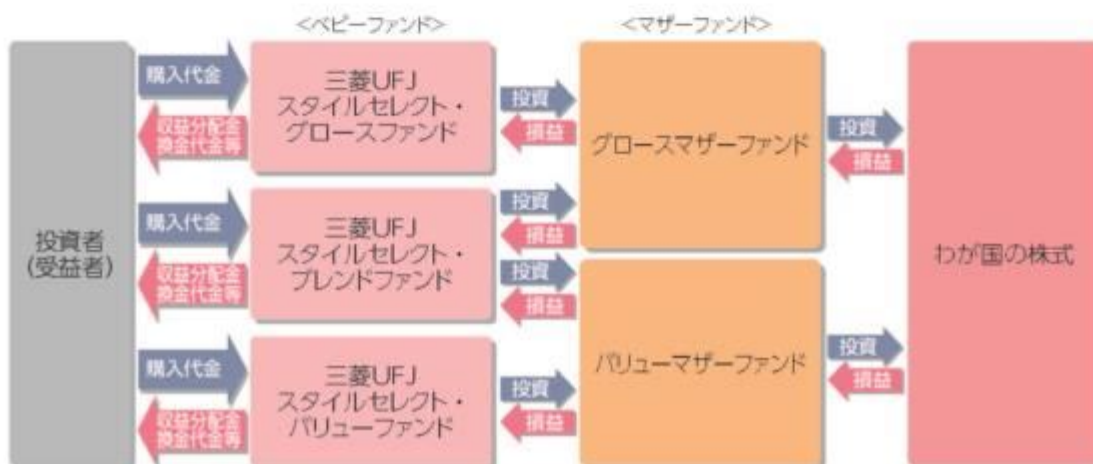 <ベビーファンド>
<マザーファンド>
投資者
(受益者)
購入代金
収益分配金
換金代金等
三菱UFJ
スタイルセレクト・
グロースファンド
投資
損益
購入代金
収益分配金
換金代金等
三菱UFJ
スタイルセレクト・
ブレンドファンド
投資
損益
投資
損益
購入代金
収益分配金
換金代金等
三菱UFJ
スタイルセレクト・
バリューファンド
投資
損益
グロースマザーファンド
投資
損益
バリューマザーファンド
投資
損益
わが国の株式